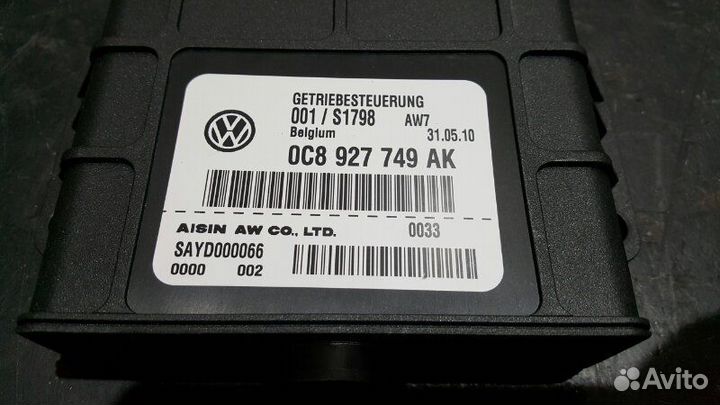 GETRIEBESTEUERUNG
001 / S1798 AW7
Belgium 31.05.10
0C8 927 749 AK
AISIN AW CO., LTD. 0033
SAYD000066
0000 002
Avito